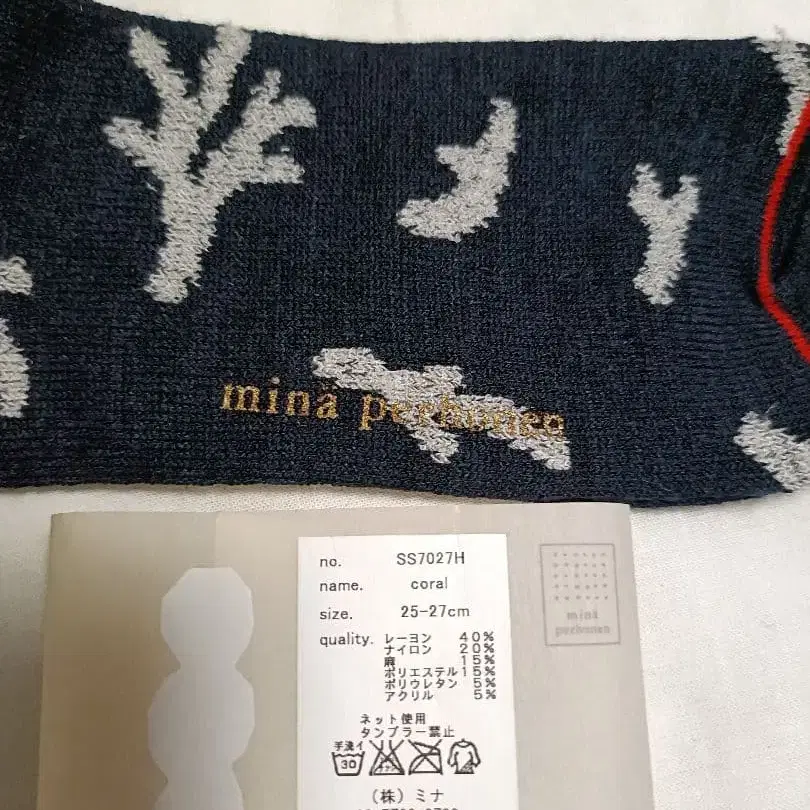 minä perhonen
no. SS7027H
name. coral
size. 25-27cm
quality. レーヨン 40%
ナイロン 20%
麻 15%
ポリエステル 15%
ポリウレタン 5%
アクリル 5%
minä
perhonen
ネット使用
タンブラー禁止
手洗イ
30
(株) ミナ